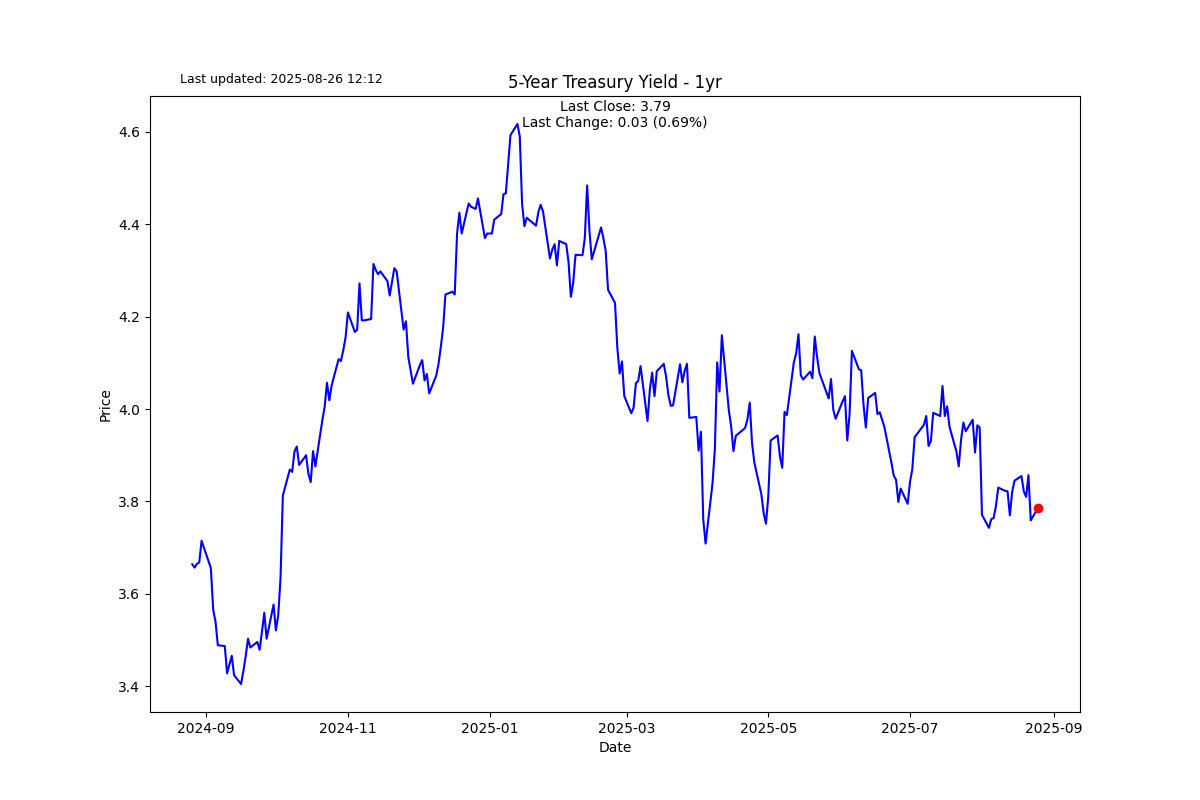 Last updated: 2025-08-26 12:12
5-Year Treasury Yield - 1yr
Last Close: 3.79
Last Change: 0.03 (0.69%)
4.6
4.4
4.2
4.0
3.8
3.6
3.4
Price
2024-09 2024-11 2025-01 2025-03 2025-05 2025-07 2025-09
Date